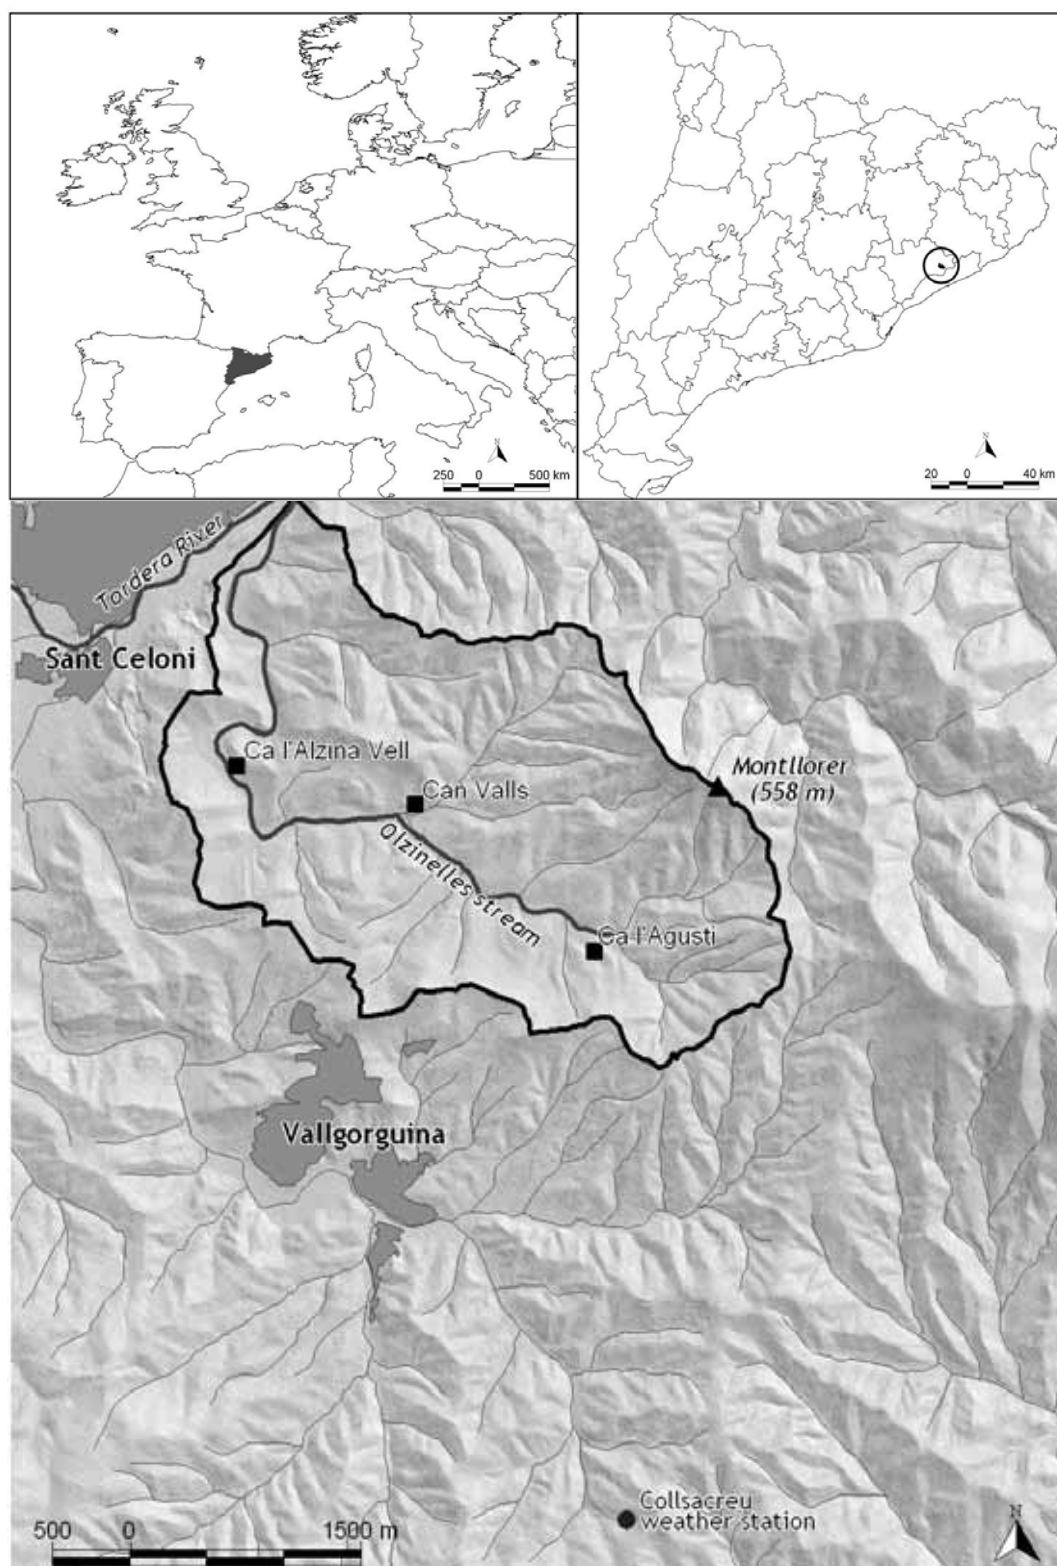 N
250 0 500 km
N
20 0 40 km
Tordera River
Sant Celoni
Ca l'Alzina Vell
Montllorer
(558 m)
Can Valls
Olzinelles stream
Ca l'Agustí
Vallgorguina
Collsacreu
weather station
500 0 1500 m
N